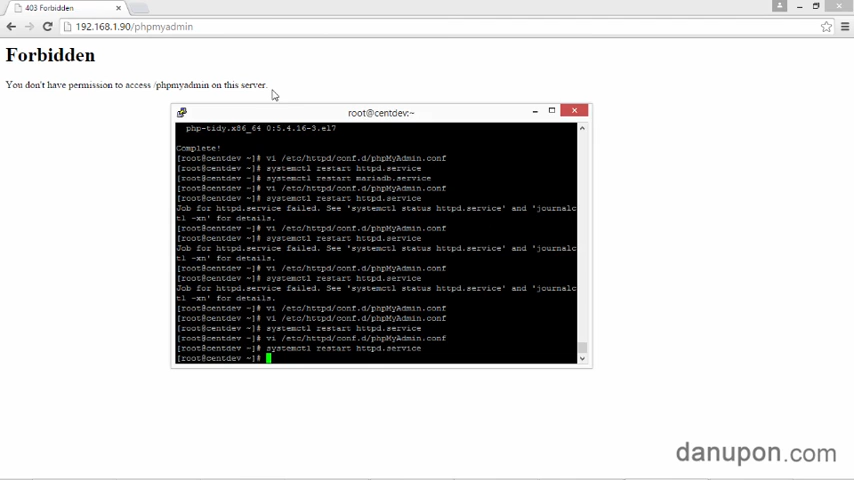 403 Forbidden
192.168.1.90/phpmyadmin
Forbidden
You don't have permission to access /phpmyadmin on this server.
root@centdev:~
php-tidy.x86_64 0:5.4.16-3.el7
Complete!
[root@centdev ~]# vi /etc/httpd/conf.d/phpMyAdmin.conf
[root@centdev ~]# systemctl restart httpd.service
[root@centdev ~]# systemctl restart mariadb.service
[root@centdev ~]# vi /etc/httpd/conf.d/phpMyAdmin.conf
[root@centdev ~]# systemctl restart httpd.service
Job for httpd.service failed. See 'systemctl status httpd.service' and 'journalc
tl -xn' for details.
[root@centdev ~]# vi /etc/httpd/conf.d/phpMyAdmin.conf
[root@centdev ~]# systemctl restart httpd.service
Job for httpd.service failed. See 'systemctl status httpd.service' and 'journalc
tl -xn' for details.
[root@centdev ~]# vi /etc/httpd/conf.d/phpMyAdmin.conf
[root@centdev ~]# systemctl restart httpd.service
Job for httpd.service failed. See 'systemctl status httpd.service' and 'journalc
tl -xn' for details.
[root@centdev ~]# vi /etc/httpd/conf.d/phpMyAdmin.conf
[root@centdev ~]# systemctl restart httpd.service
[root@centdev ~]# vi /etc/httpd/conf.d/phpMyAdmin.conf
[root@centdev ~]# systemctl restart httpd.service
[root@centdev ~]#
danupon.com